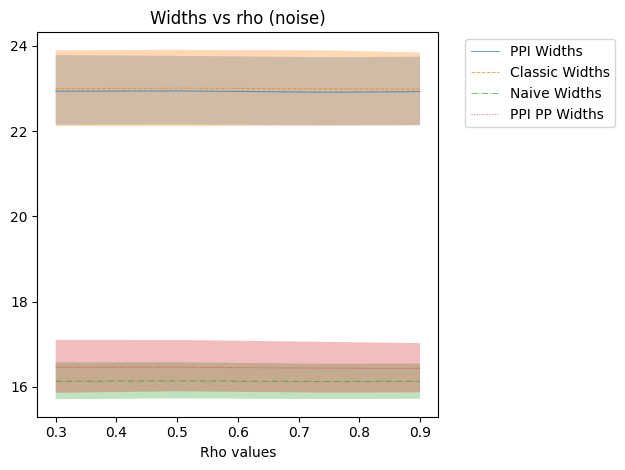 Widths vs rho (noise)
PPI Widths
Classic Widths
Naive Widths
PPI PP Widths
24
22
20
18
16
0.3 0.4 0.5 0.6 0.7 0.8 0.9
Rho values